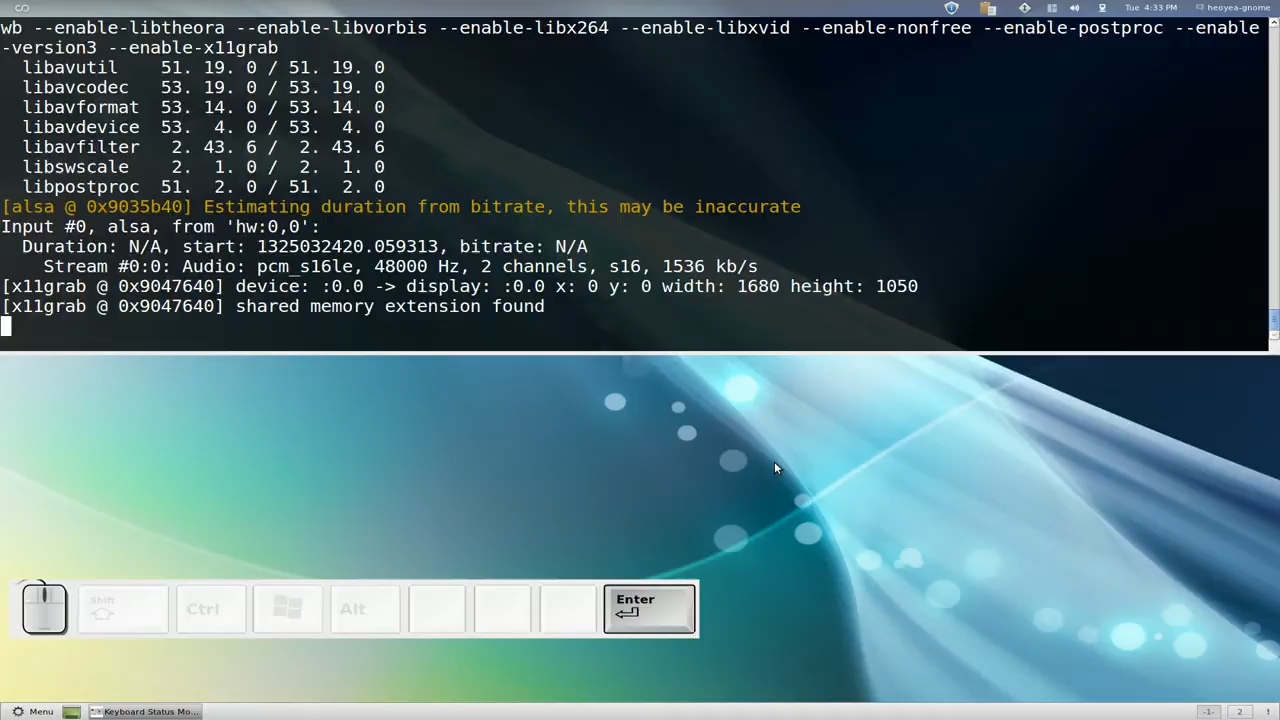 Tue 4:33 PM heoyea-gnome
wb --enable-libtheora --enable-libvorbis --enable-libx264 --enable-libxvid --enable-nonfree --enable-postproc --enable
-version3 --enable-x11grab
libavutil 51. 19. 0 / 51. 19. 0
libavcodec 53. 19. 0 / 53. 19. 0
libavformat 53. 14. 0 / 53. 14. 0
libavdevice 53. 4. 0 / 53. 4. 0
libavfilter 2. 43. 6 / 2. 43. 6
libswscale 2. 1. 0 / 2. 1. 0
libpostproc 51. 2. 0 / 51. 2. 0
[alsa @ 0x9035b40] Estimating duration from bitrate, this may be inaccurate
Input #0, alsa, from 'hw:0,0':
Duration: N/A, start: 1325032420.059313, bitrate: N/A
Stream #0:0: Audio: pcm_s16le, 48000 Hz, 2 channels, s16, 1536 kb/s
[x11grab @ 0x9047640] device: :0.0 -> display: :0.0 x: 0 y: 0 width: 1680 height: 1050
[x11grab @ 0x9047640] shared memory extension found
Shift Ctrl Alt Enter
Menu Keyboard Status Mo... -1- 2